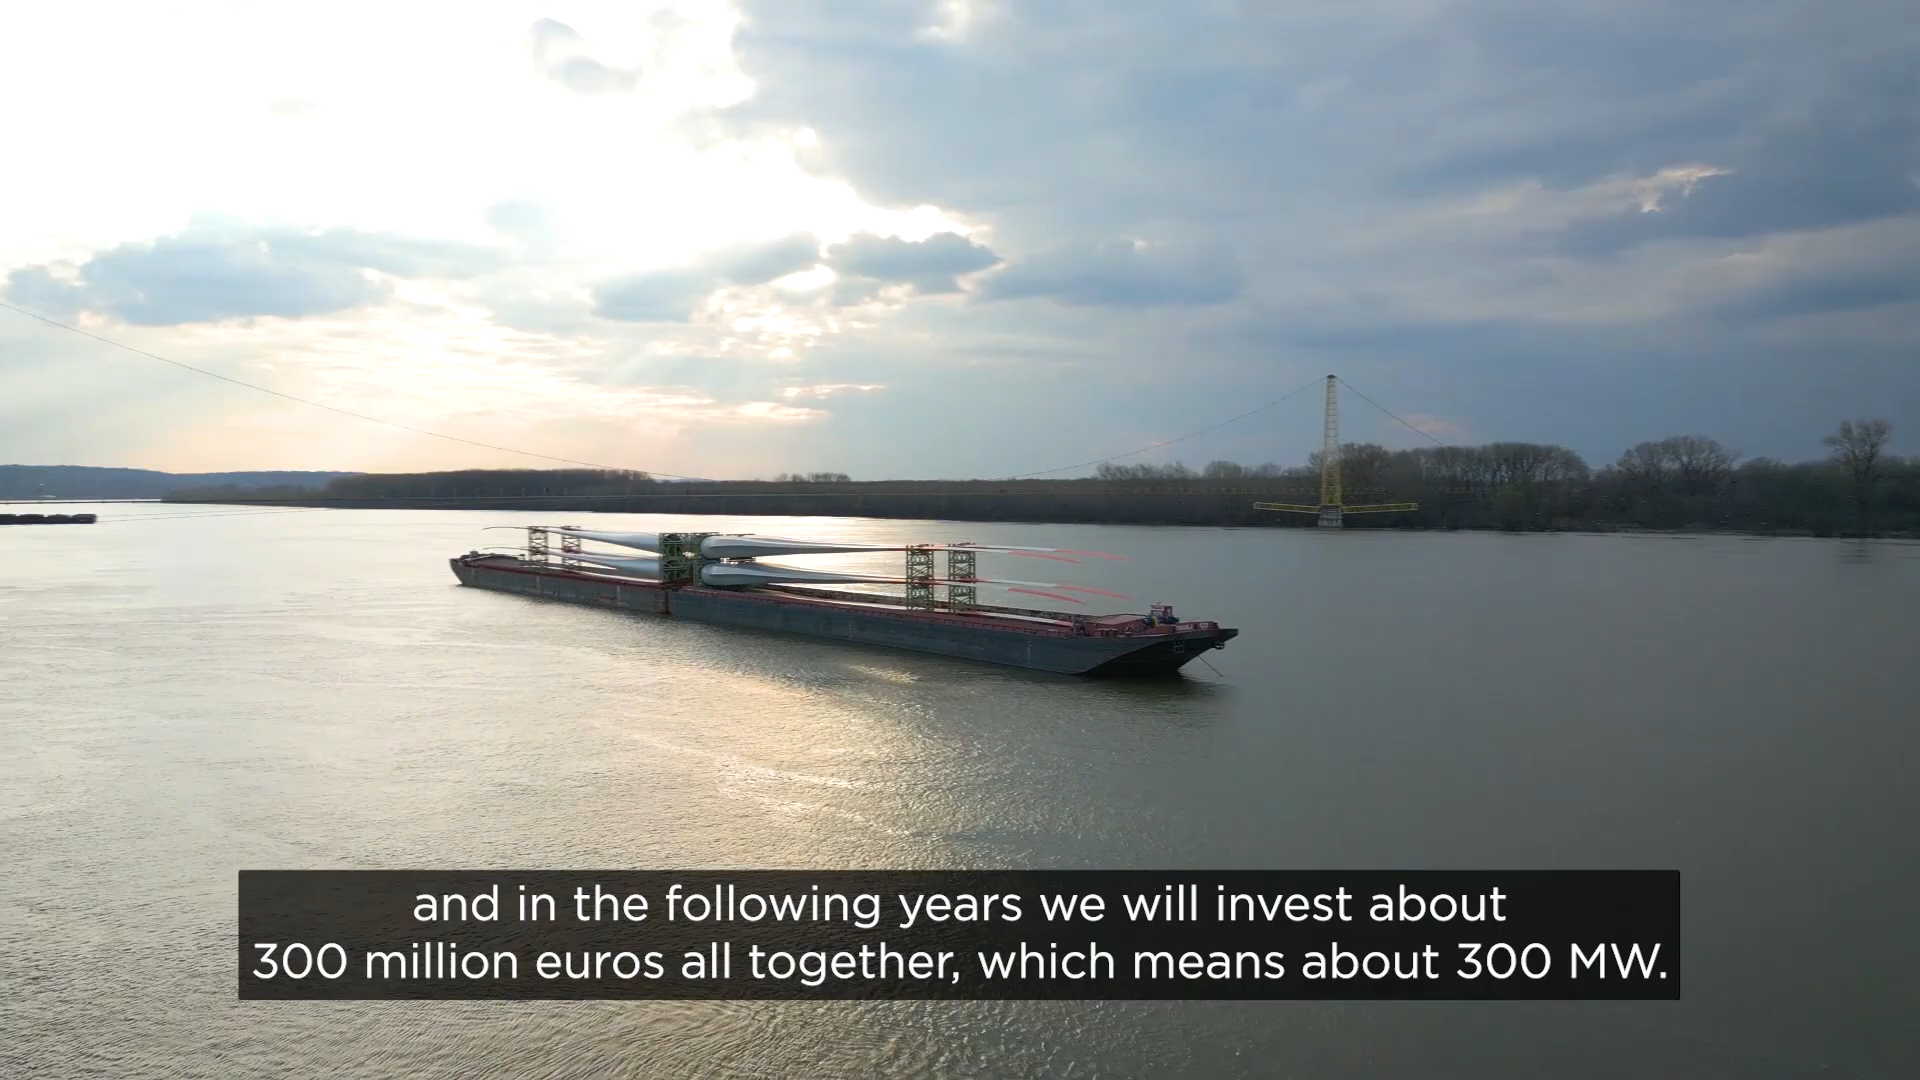 and in the following years we will invest about
300 million euros all together, which means about 300 MW.